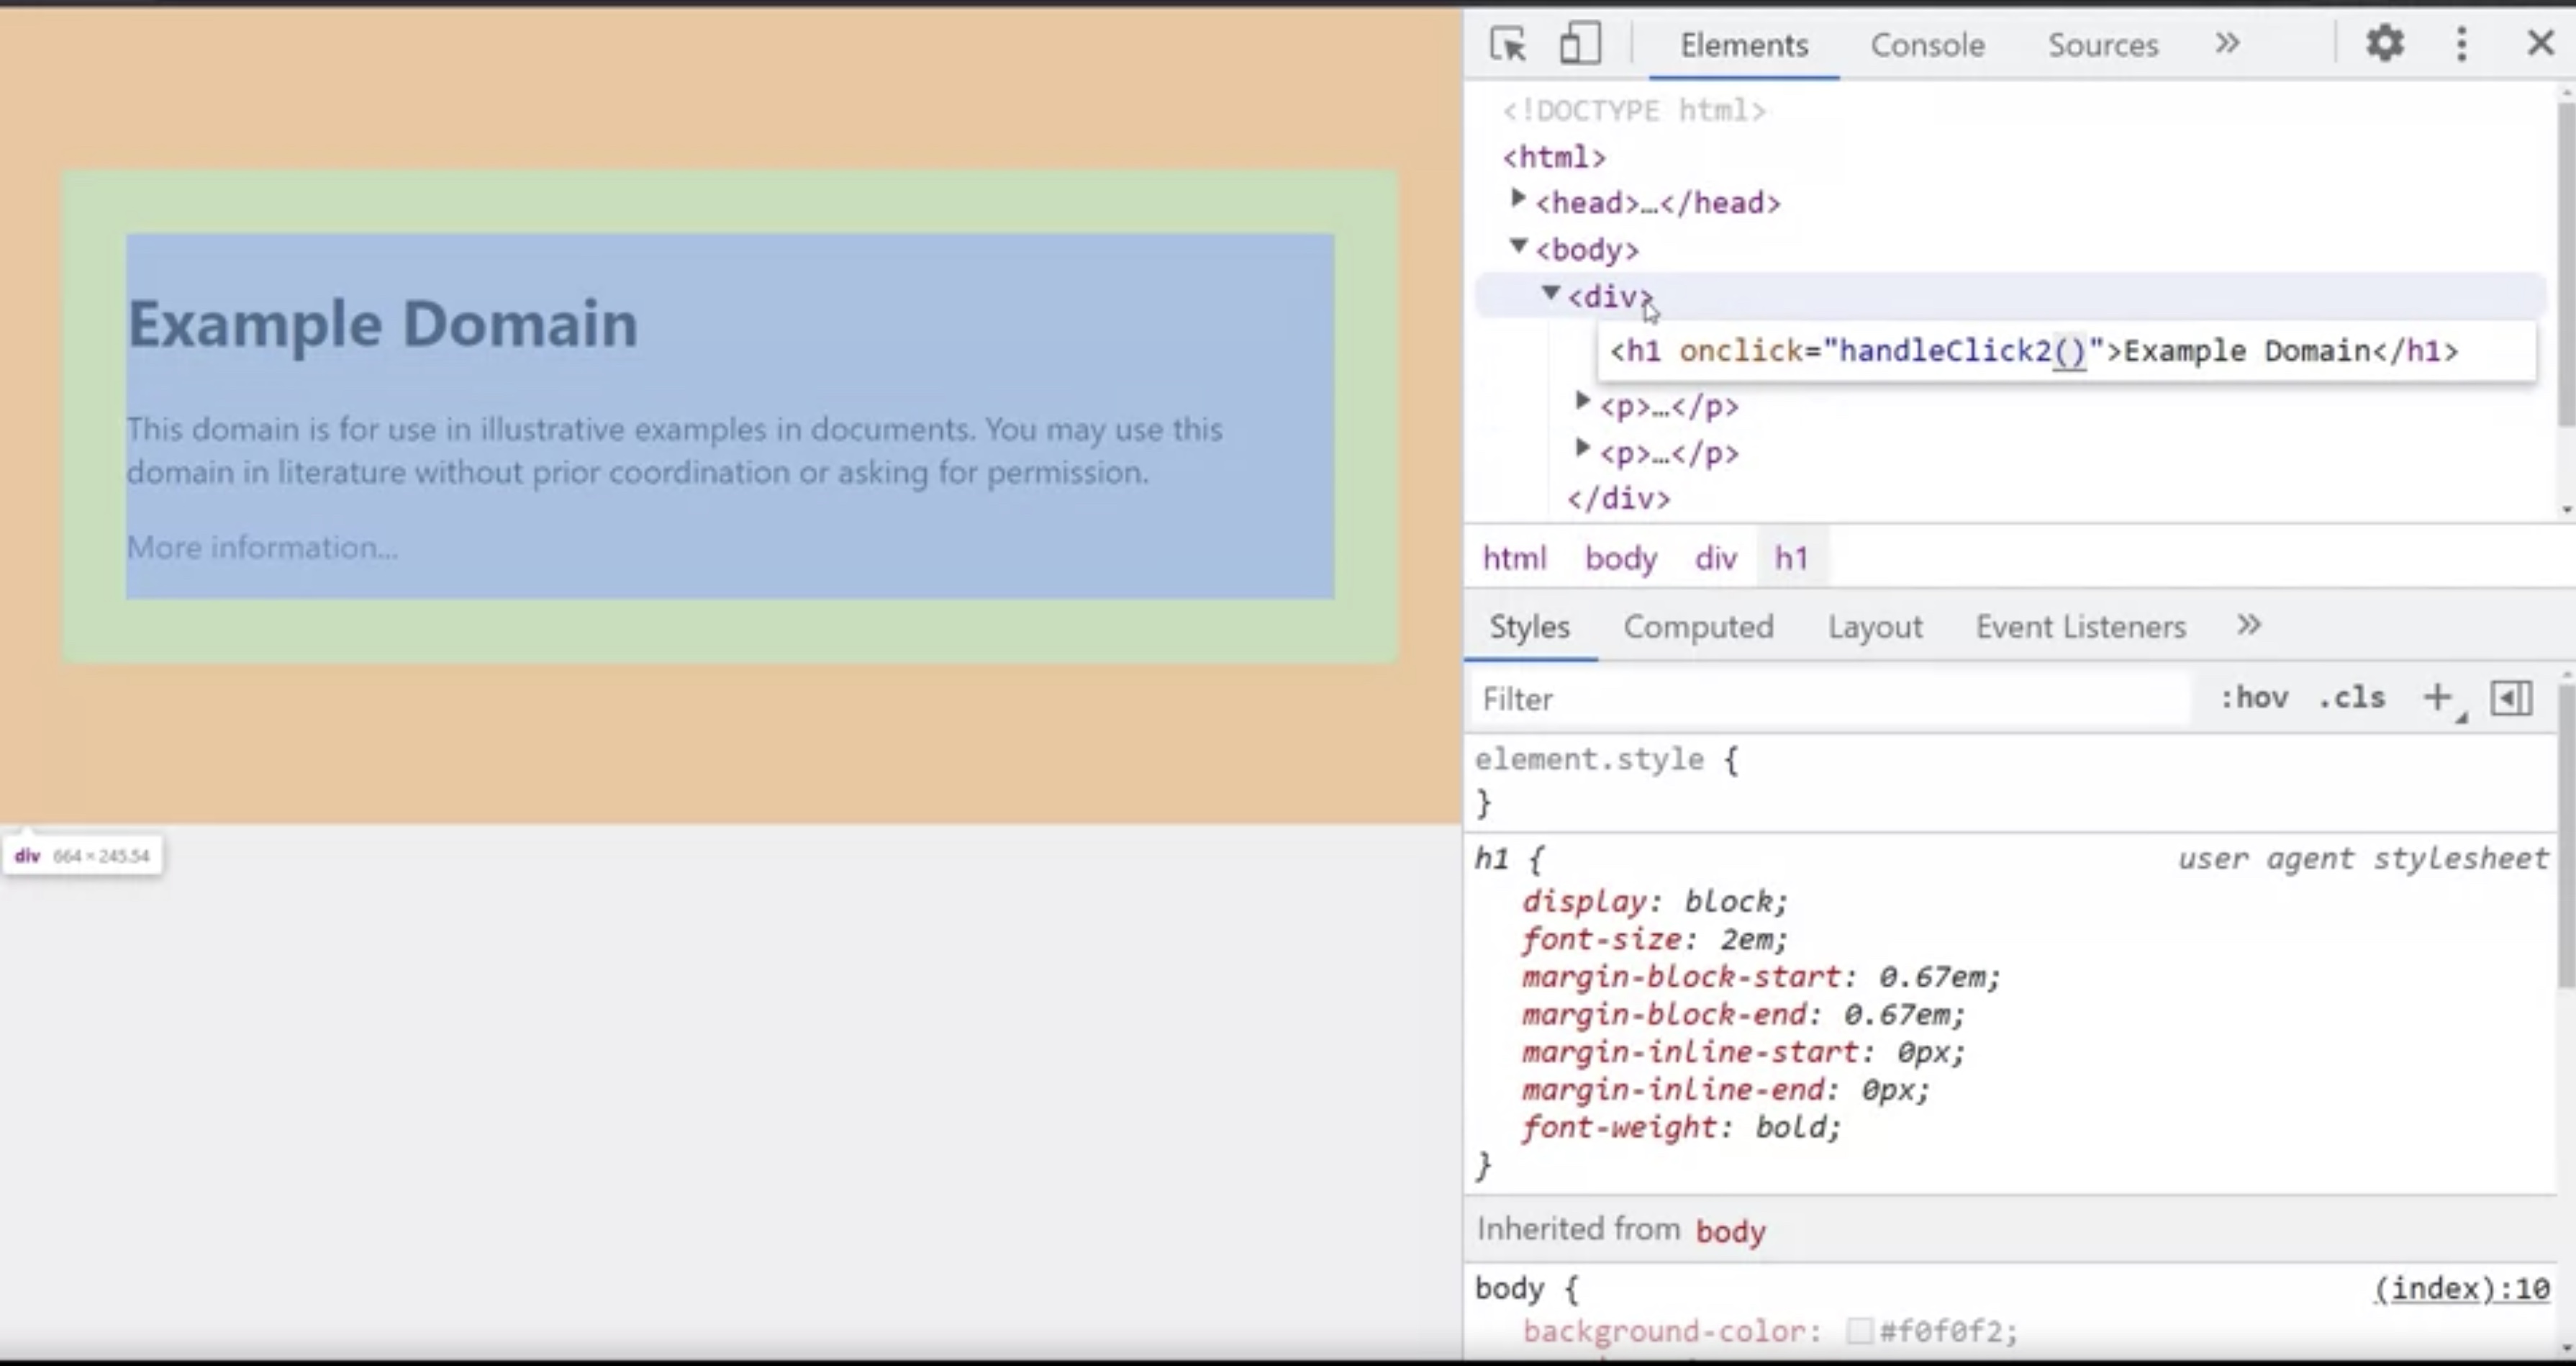 Example Domain
This domain is for use in illustrative examples in documents. You may use this
domain in literature without prior coordination or asking for permission.
More information...
div 664 × 245.54
Elements Console Sources »
<!DOCTYPE html>
<html>
<head>…</head>
<body>
<div>
<h1 onclick="handleClick2()">Example Domain</h1>
<p>…</p>
<p>…</p>
</div>
html body div h1
Styles Computed Layout Event Listeners »
Filter :hov .cls +
element.style {
}
h1 { user agent stylesheet
display: block;
font-size: 2em;
margin-block-start: 0.67em;
margin-block-end: 0.67em;
margin-inline-start: 0px;
margin-inline-end: 0px;
font-weight: bold;
}
Inherited from body
body { (index):10
background-color: #f0f0f2;